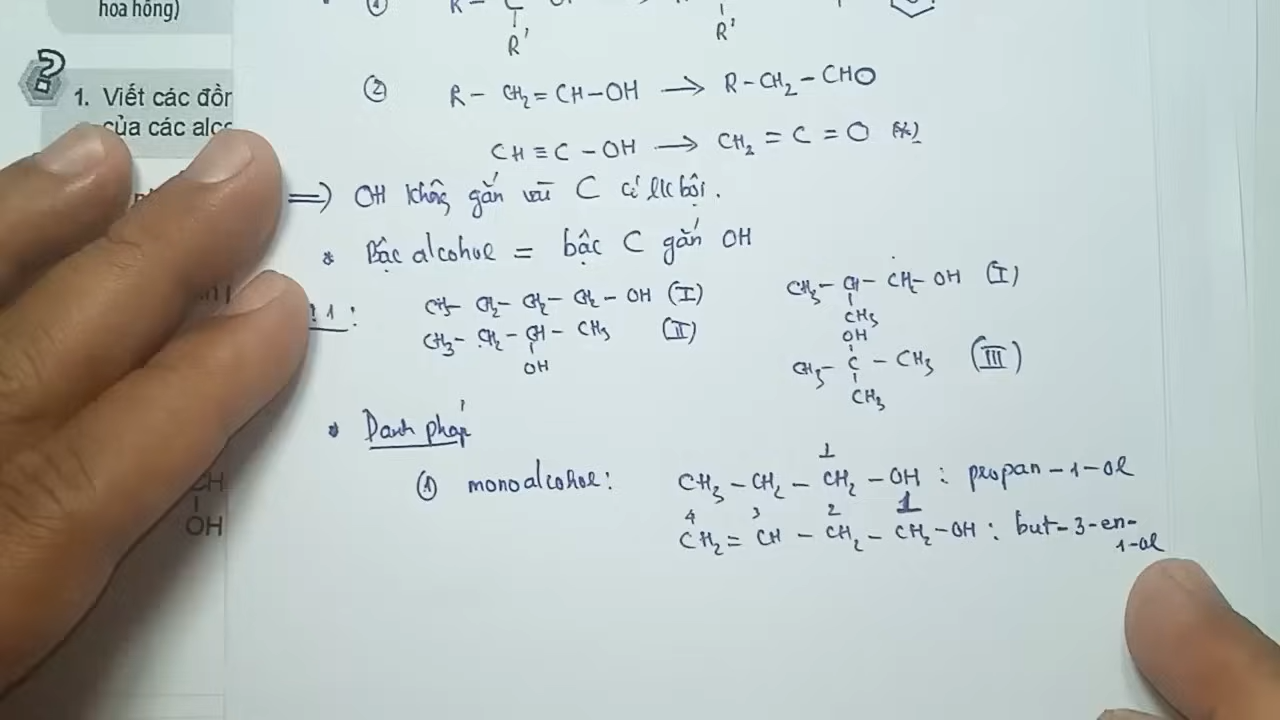 hoa hồng)
① R – C OH
R'
R'
1. Viết các đồn
của các alco
② R – CH₂ = CH – OH ⟶ R – CH₂ – CHO
CH ≡ C – OH ⟶ CH₂ = C = O (*)
⟹ OH không gắn với C có lk bội.
* Bậc alcohol = bậc C gắn OH
! 1 :
CH₃ – CH₂ – CH₂ – CH₂ – OH (I)
CH₃ – CH – CH₂ – OH (I)
CH₃
CH₃ – CH₂ – CH – CH₃ (II)
OH
OH
CH₃ – C – CH₃ (III)
CH₃
* Danh pháp
1
① monoalcohol: CH₃ – CH₂ – CH₂ – OH : propan – 1 – ol
4 3 2 1
CH₂ = CH – CH₂ – CH₂ – OH : but – 3 – en –
1 – ol
CH
OH